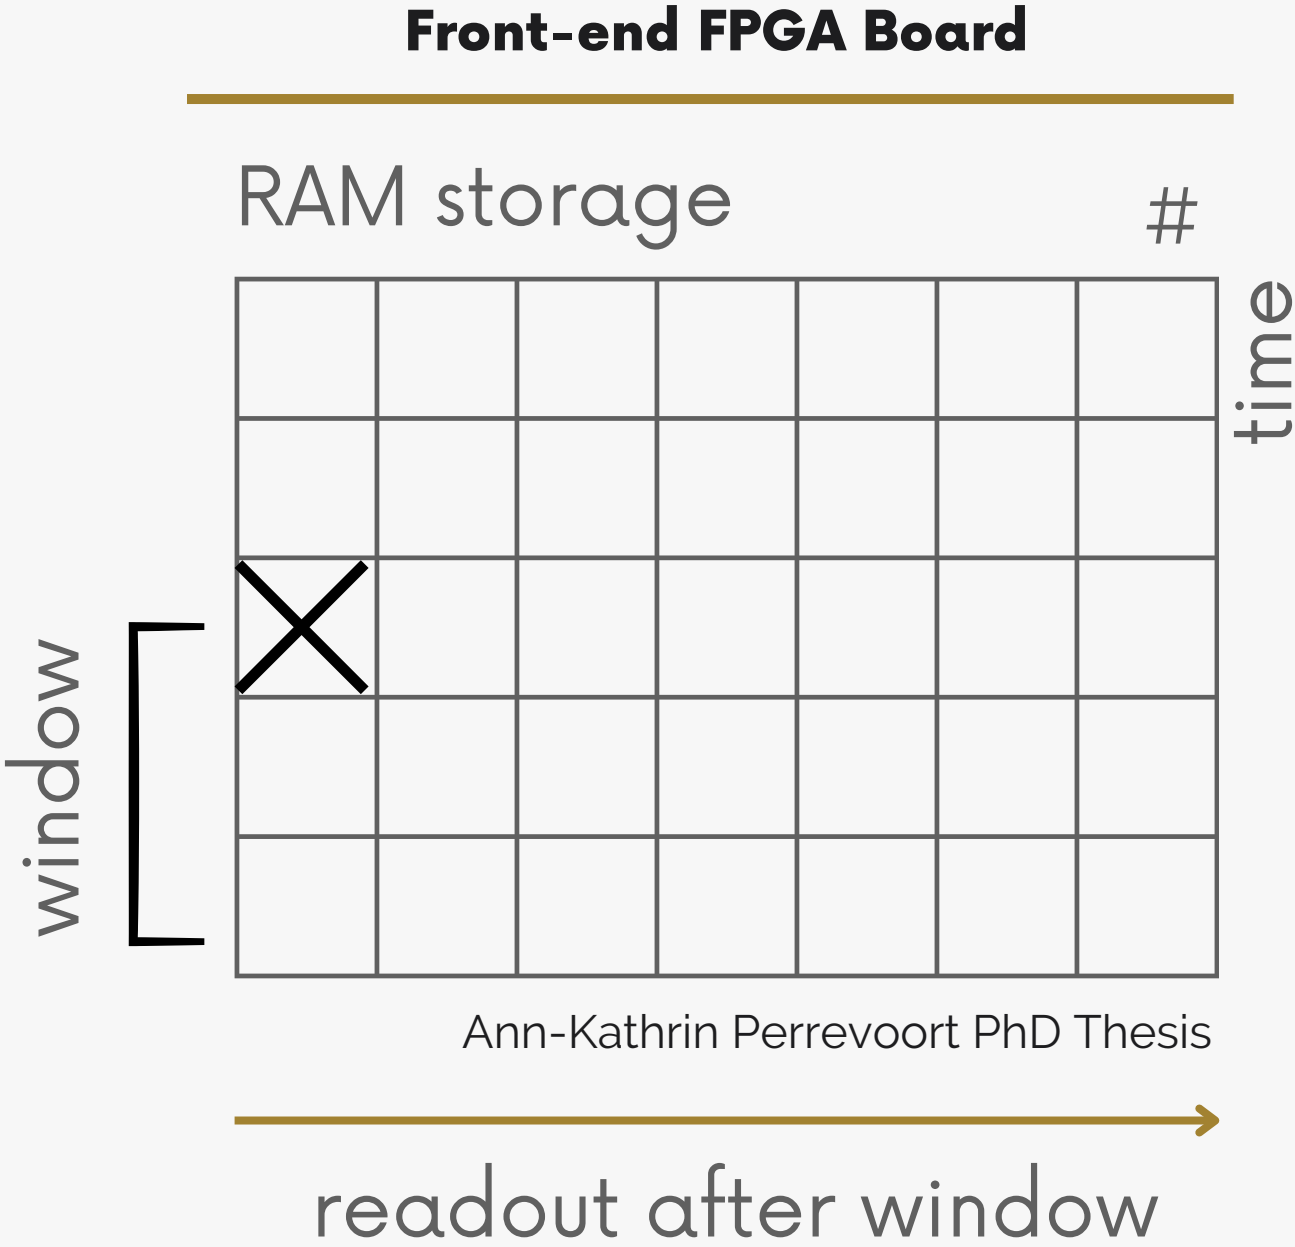 Front-end FPGA Board
RAM storage
#
time
window
Ann-Kathrin Perrevoort PhD Thesis
readout after window